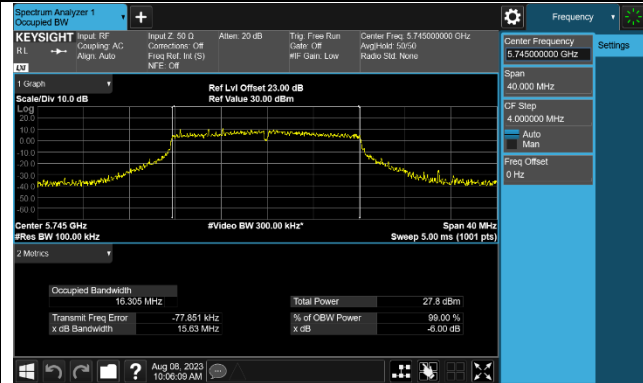 Spectrum Analyzer 1
Occupied BW
Frequency
KEYSIGHT
RL
LXI
Input: RF
Coupling: AC
Align: Auto
Input Z: 50 Ω
Corrections: Off
Freq Ref: Int (S)
NFE: Off
Atten: 20 dB
Trig: Free Run
Gate: Off
#IF Gain: Low
Center Freq: 5.745000000 GHz
Avg|Hold: 50/50
Radio Std: None
Center Frequency
5.745000000 GHz
Settings
Span
40.000 MHz
CF Step
4.000000 MHz
Auto
Man
Freq Offset
0 Hz
1 Graph
Scale/Div 10.0 dB
Ref Lvl Offset 23.00 dB
Ref Value 30.00 dBm
Log
20.0
10.0
0.00
-10.0
-20.0
-30.0
-40.0
-50.0
-60.0
Center 5.745 GHz
#Res BW 100.00 kHz
#Video BW 300.00 kHz*
Span 40 MHz
Sweep 5.00 ms (1001 pts)
2 Metrics
Occupied Bandwidth
16.305 MHz
Transmit Freq Error -77.851 kHz
x dB Bandwidth 15.63 MHz
Total Power 27.8 dBm
% of OBW Power 99.00 %
x dB -6.00 dB
?
Aug 08, 2023
10:06:09 AM